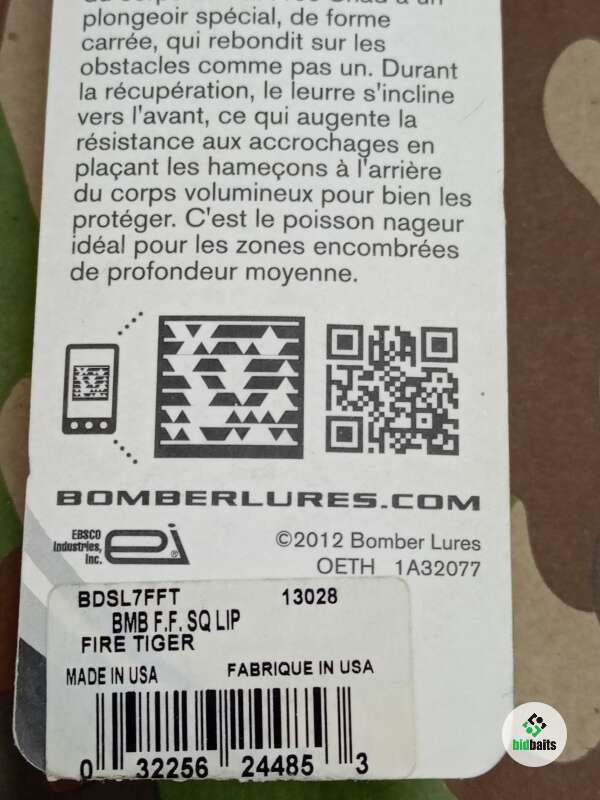 plongeoir spécial, de forme
carrée, qui rebondit sur les
obstacles comme pas un. Durant
la récupération, le leurre s'incline
vers l'avant, ce qui augente la
résistance aux accrochages en
plaçant les hameçons à l'arrière
du corps volumineux pour bien les
protéger. C'est le poisson nageur
idéal pour les zones encombrées
de profondeur moyenne.
BOMBERLURES.COM
EBSCO
Industries,
Inc.
ei®
©2012 Bomber Lures
OETH 1A32077
BDSL7FFT 13028
BMB F.F. SQ LIP
FIRE TIGER
MADE IN USA FABRIQUE IN USA
0 32256 24485 3
bidbaits